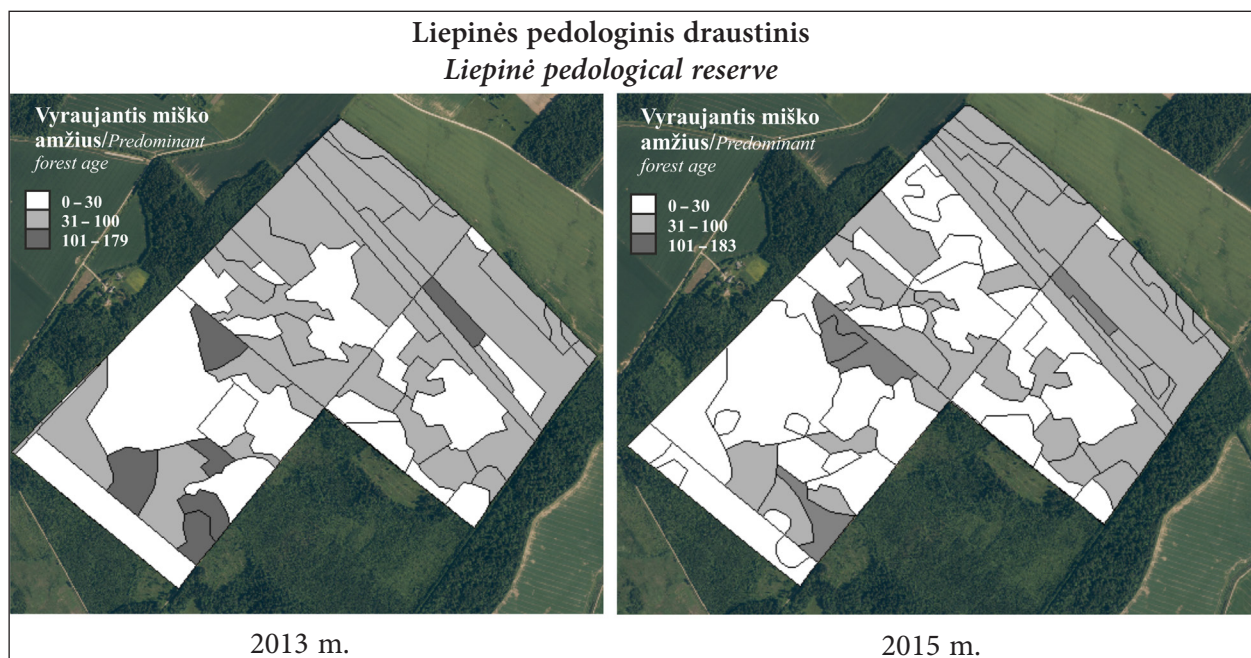 Liepinės pedologinis draustinis
Liepinė pedological reserve
Vyraujantis miško
amžius/Predominant
forest age
0 – 30
31 – 100
101 – 179
Vyraujantis miško
amžius/Predominant
forest age
0 – 30
31 – 100
101 – 183
2013 m.
2015 m.